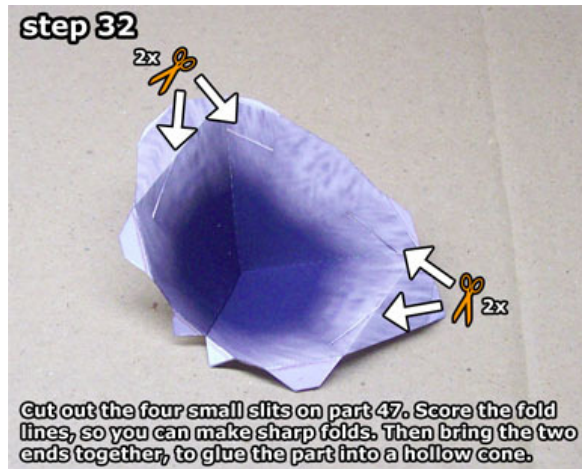 step 32
2x
2x
Cut out the four small slits on part 47. Score the fold
lines, so you can make sharp folds. Then bring the two
ends together, to glue the part into a hollow cone.